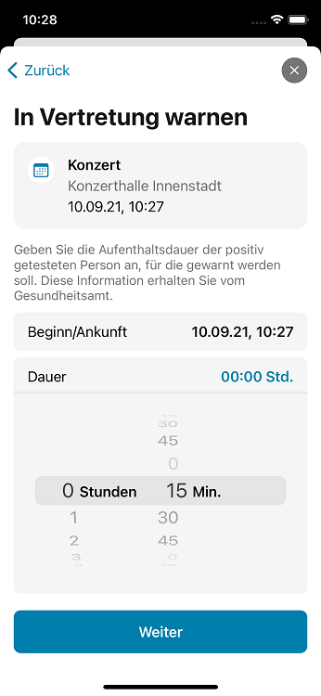 10:28
Zurück
In Vertretung warnen
Konzert
Konzerthalle Innenstadt
10.09.21, 10:27
Geben Sie die Aufenthaltsdauer der positiv
getesteten Person an, für die gewarnt werden
soll. Diese Information erhalten Sie vom
Gesundheitsamt.
Beginn/Ankunft 10.09.21, 10:27
Dauer 00:00 Std.
30
45
0
0 Stunden 15 Min.
1 30
2 45
3 0
Weiter